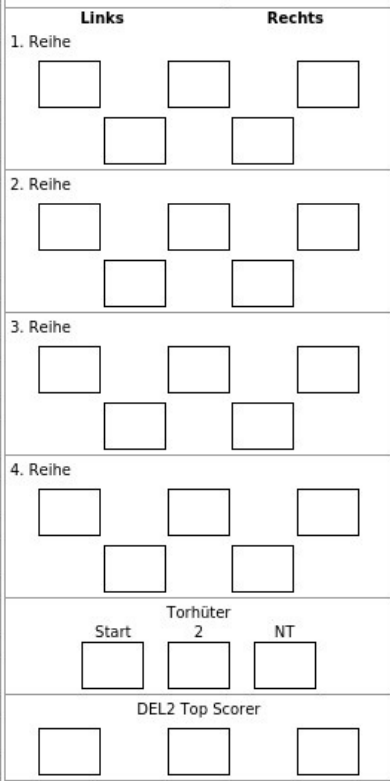 Links Rechts
1. Reihe
2. Reihe
3. Reihe
4. Reihe
Torhüter
Start 2 NT
DEL2 Top Scorer